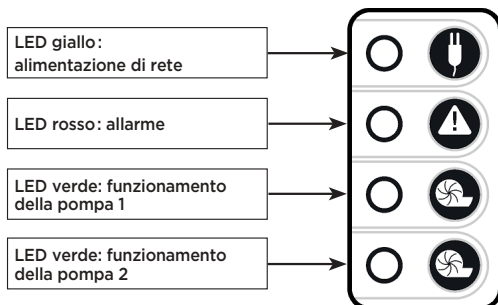 LED giallo:
alimentazione di rete
LED rosso: allarme
LED verde: funzionamento
della pompa 1
LED verde: funzionamento
della pompa 2